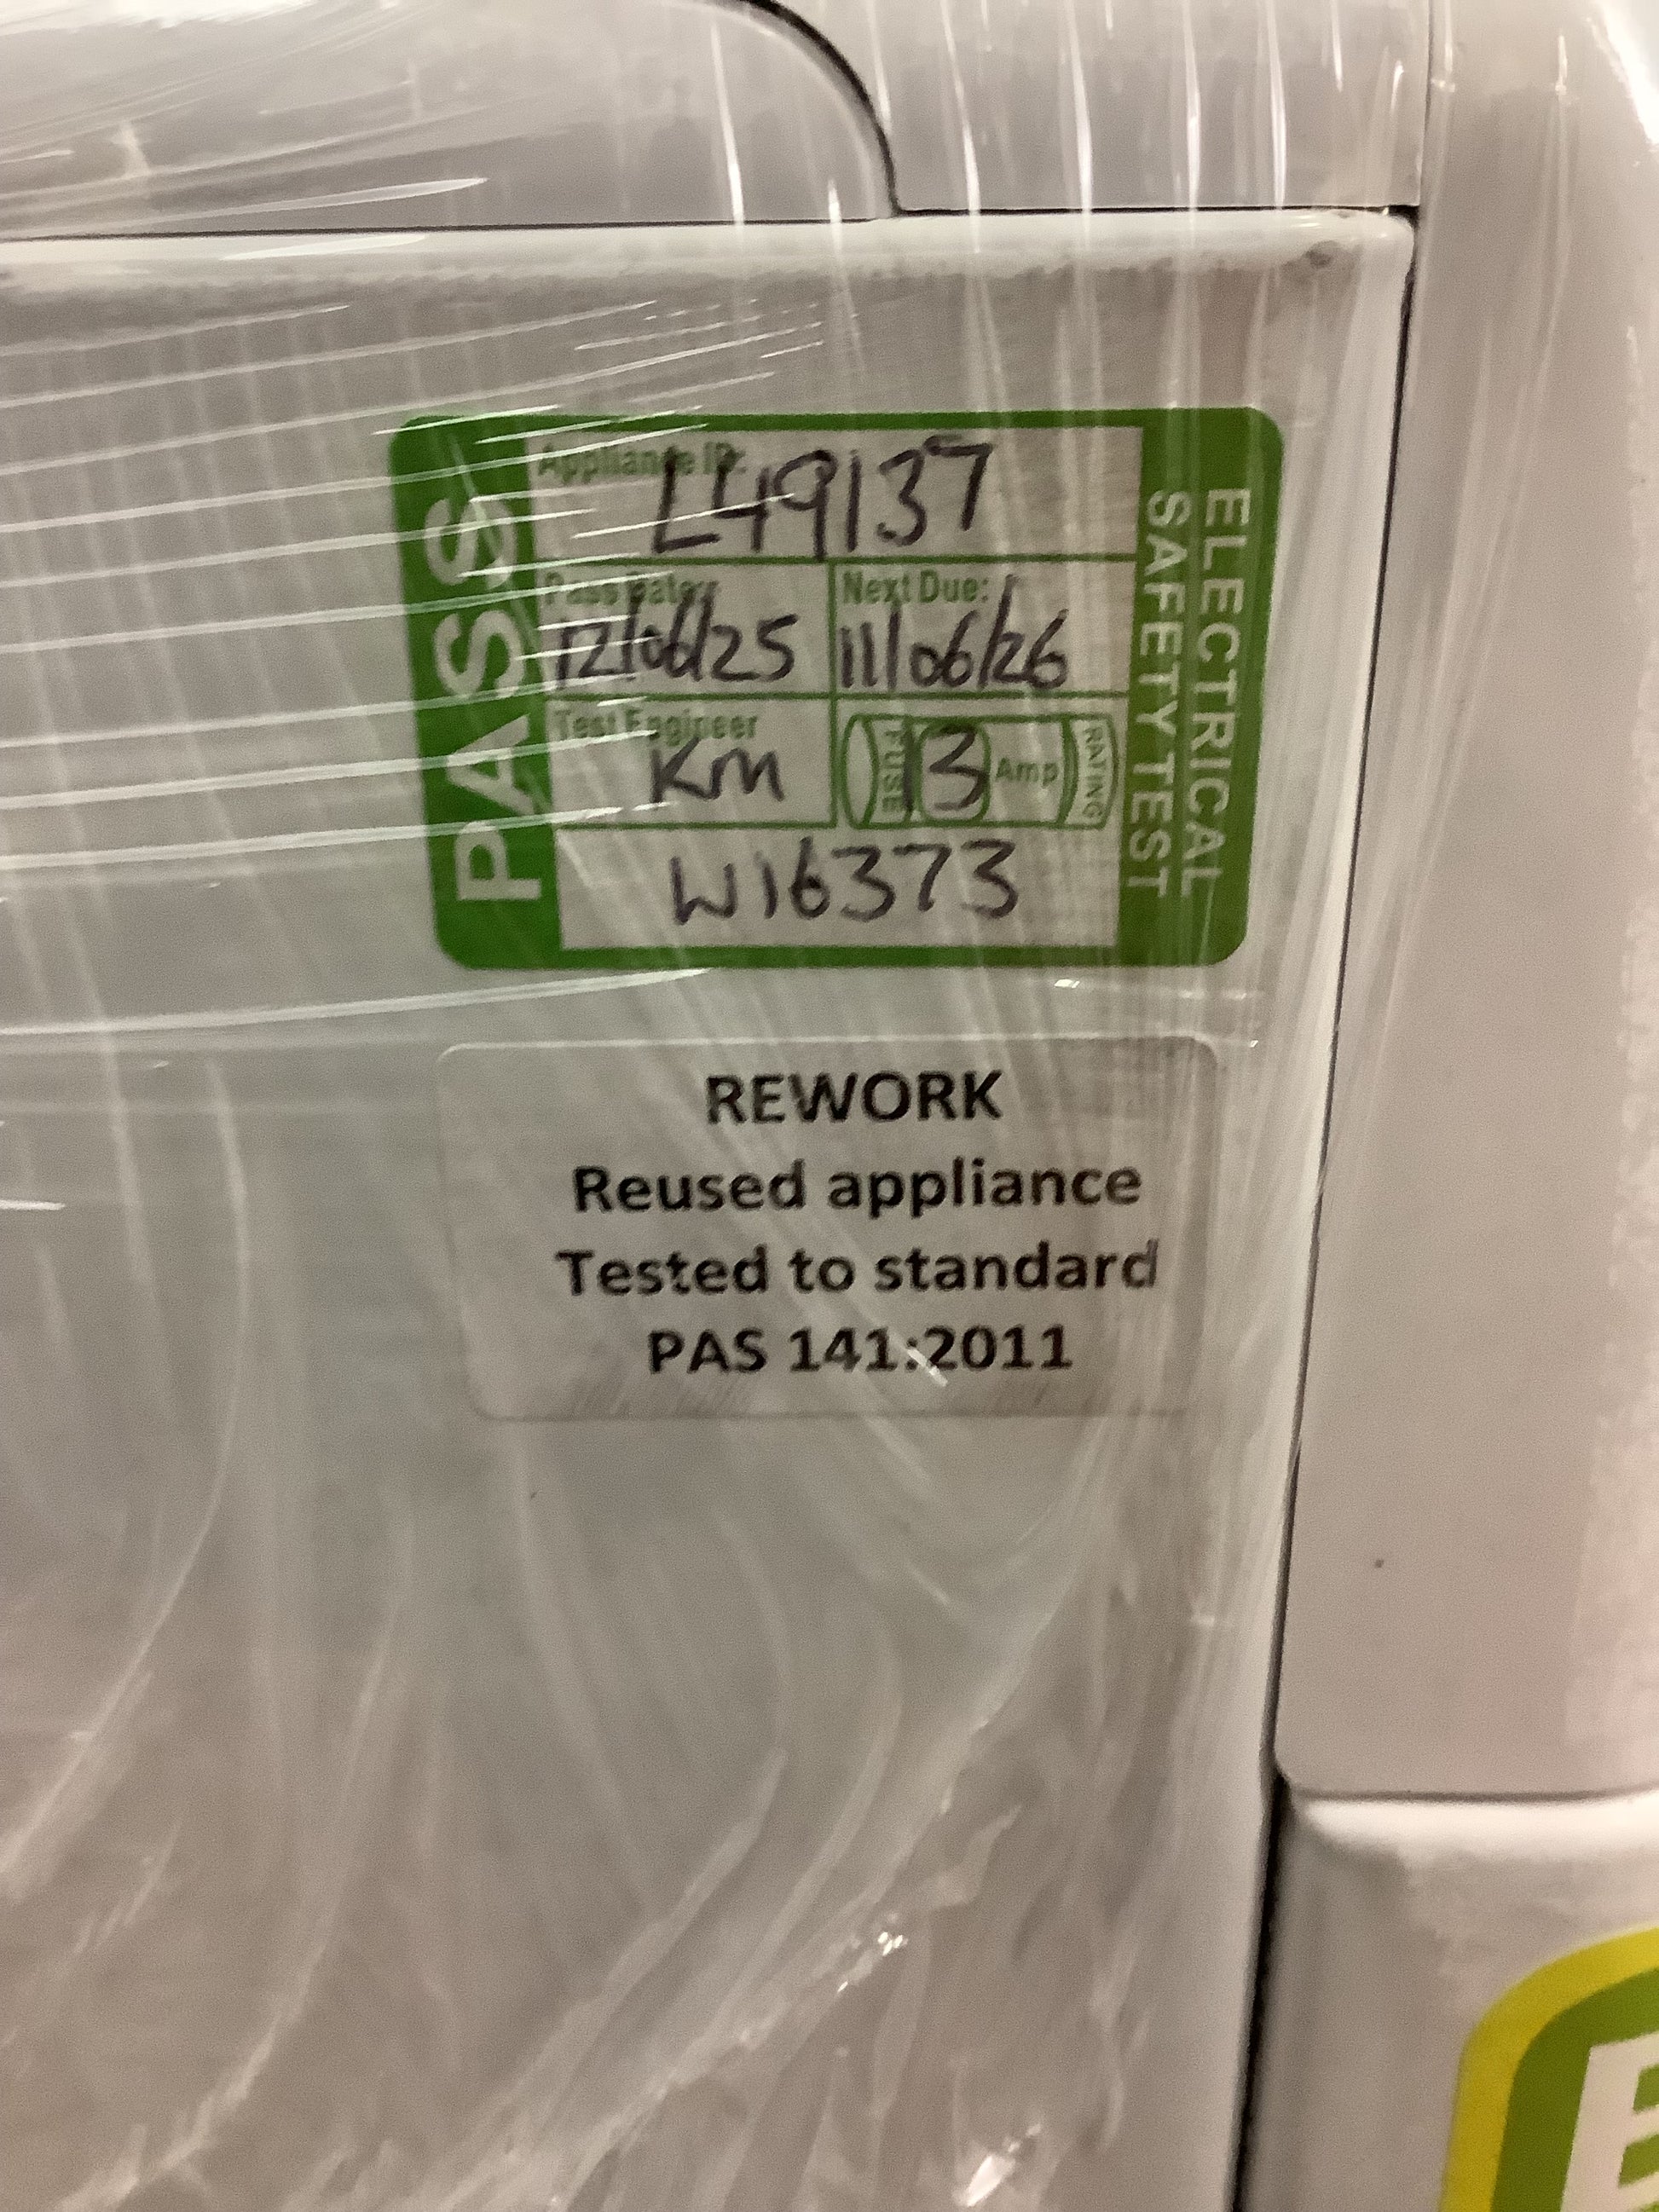 PASS
Appliance ID:
L49137
Pass Date:
12/06/25
Next Due:
11/06/26
Test Engineer
KM
FUSE 13 Amp RATING
W16373
ELECTRICAL
SAFETY TEST
REWORK
Reused appliance
Tested to standard
PAS 141:2011